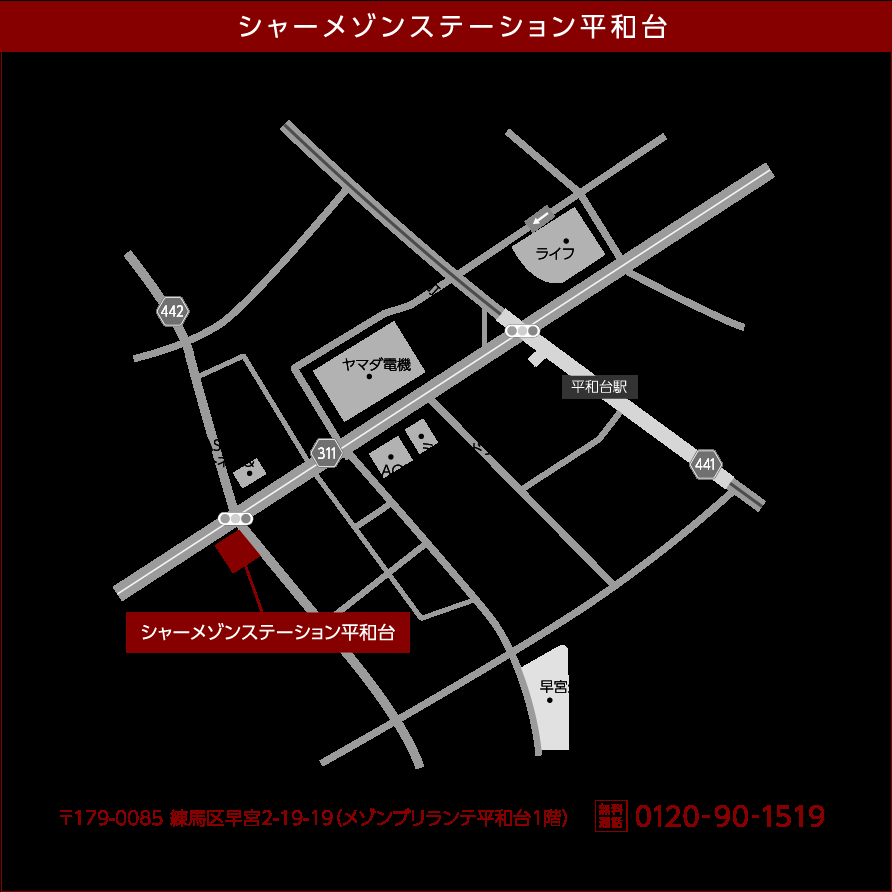 シャーメゾンステーション平和台
ライフ
442
ヤマダ電機
平和台駅
311
441
シャーメゾンステーション平和台
早宮
〒179-0085 練馬区早宮2-19-19（メゾンブリランテ平和台1階）
無料通話 0120-90-1519